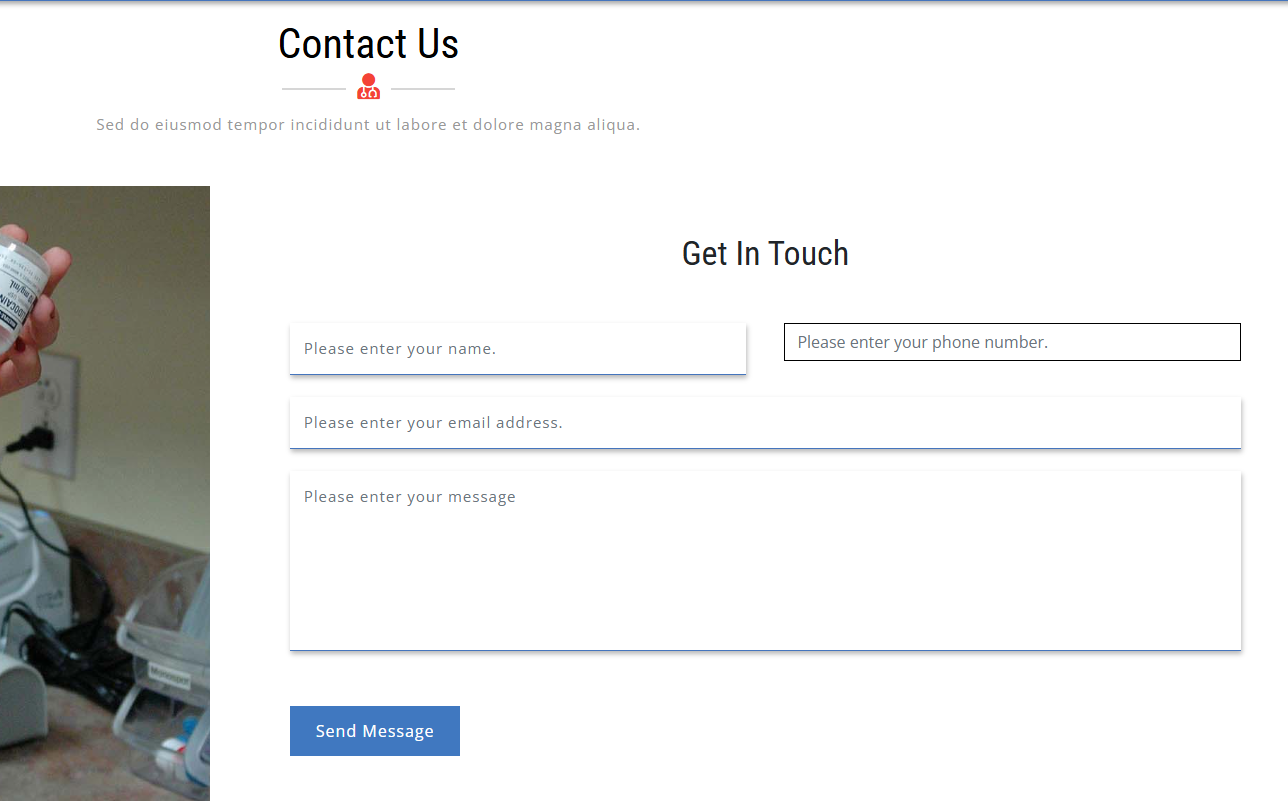 Contact Us
Sed do eiusmod tempor incididunt ut labore et dolore magna aliqua.
Get In Touch
Please enter your name.
Please enter your phone number.
Please enter your email address.
Please enter your message
Send Message
Monospot